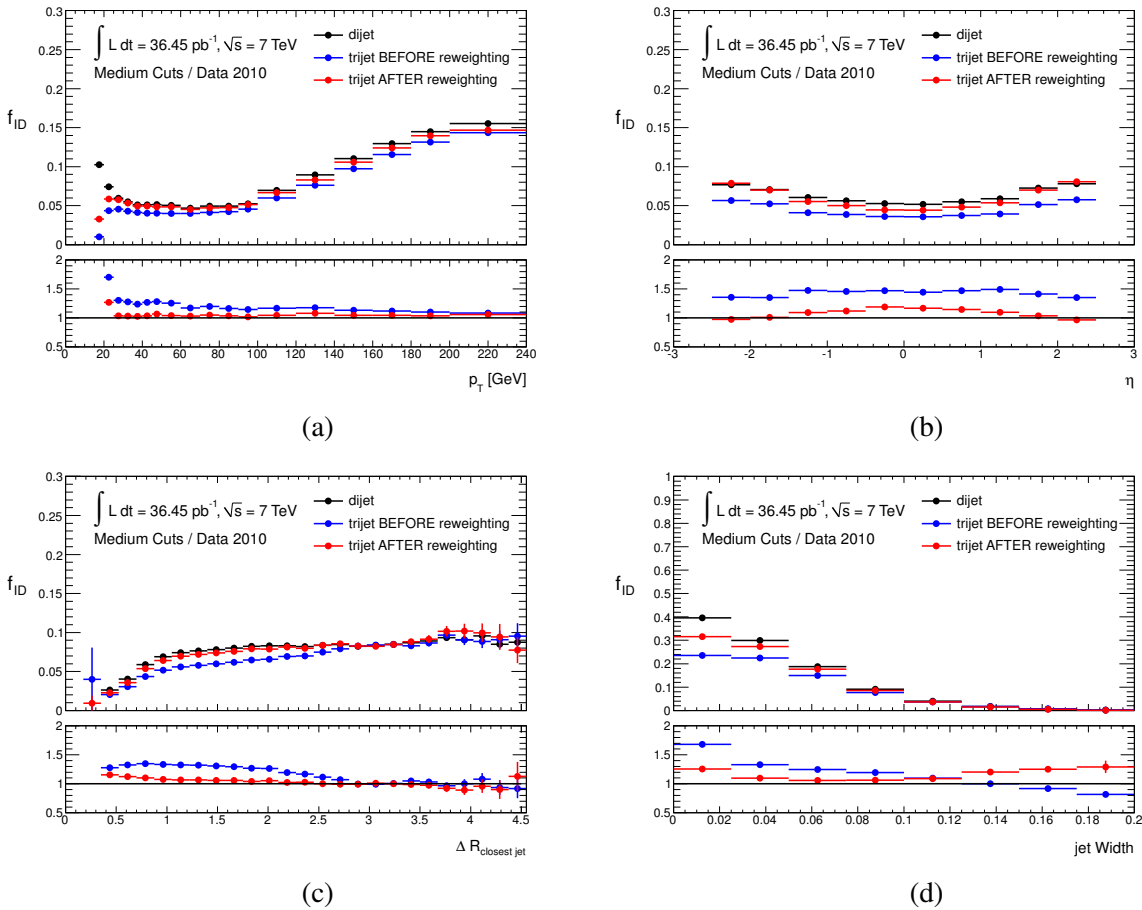 ∫ L dt = 36.45 pb-1, √s = 7 TeV
Medium Cuts / Data 2010
dijet
trijet BEFORE reweighting
trijet AFTER reweighting
fID
0.3
0.25
0.2
0.15
0.1
0.05
0
2
1.5
1
0.5
0 20 40 60 80 100 120 140 160 180 200 220 240
pT [GeV]
(a)
∫ L dt = 36.45 pb-1, √s = 7 TeV
Medium Cuts / Data 2010
dijet
trijet BEFORE reweighting
trijet AFTER reweighting
fID
0.3
0.25
0.2
0.15
0.1
0.05
0
2
1.5
1
0.5
-3 -2 -1 0 1 2 3
η
(b)
∫ L dt = 36.45 pb-1, √s = 7 TeV
Medium Cuts / Data 2010
dijet
trijet BEFORE reweighting
trijet AFTER reweighting
fID
0.3
0.25
0.2
0.15
0.1
0.05
0
2
1.5
1
0.5
0 0.5 1 1.5 2 2.5 3 3.5 4 4.5
Δ Rclosest jet
(c)
∫ L dt = 36.45 pb-1, √s = 7 TeV
Medium Cuts / Data 2010
dijet
trijet BEFORE reweighting
trijet AFTER reweighting
fID
1
0.9
0.8
0.7
0.6
0.5
0.4
0.3
0.2
0.1
0
2
1.5
1
0.5
0 0.02 0.04 0.06 0.08 0.1 0.12 0.14 0.16 0.18 0.2
jet Width
(d)